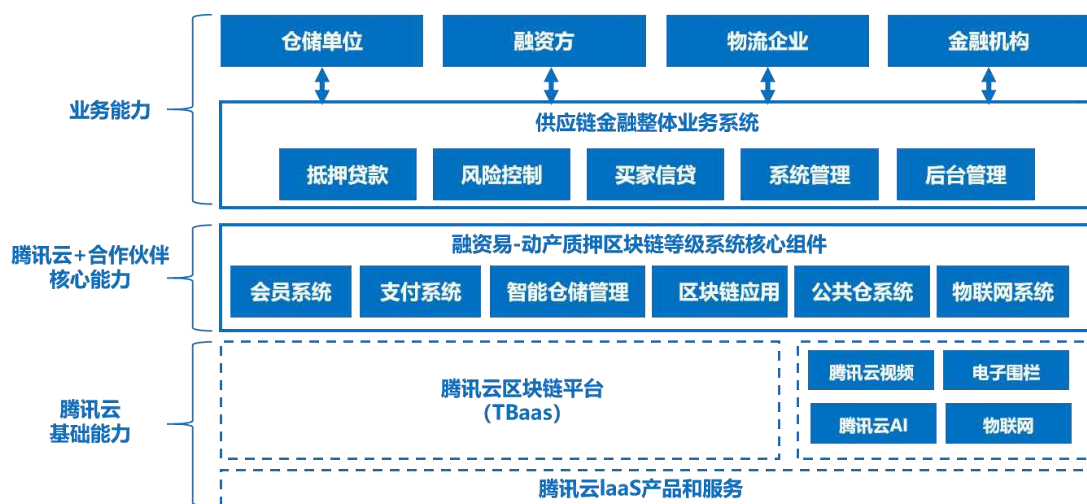 仓储单位
融资方
物流企业
金融机构
业务能力
供应链金融整体业务系统
抵押贷款
风险控制
买家信贷
系统管理
后台管理
腾讯云+合作伙伴
核心能力
融资易-动产质押区块链等级系统核心组件
会员系统
支付系统
智能仓储管理
区块链应用
公共仓系统
物联网系统
腾讯云
基础能力
腾讯云区块链平台
（TBaas）
腾讯云视频
电子围栏
腾讯云AI
物联网
腾讯云IaaS产品和服务